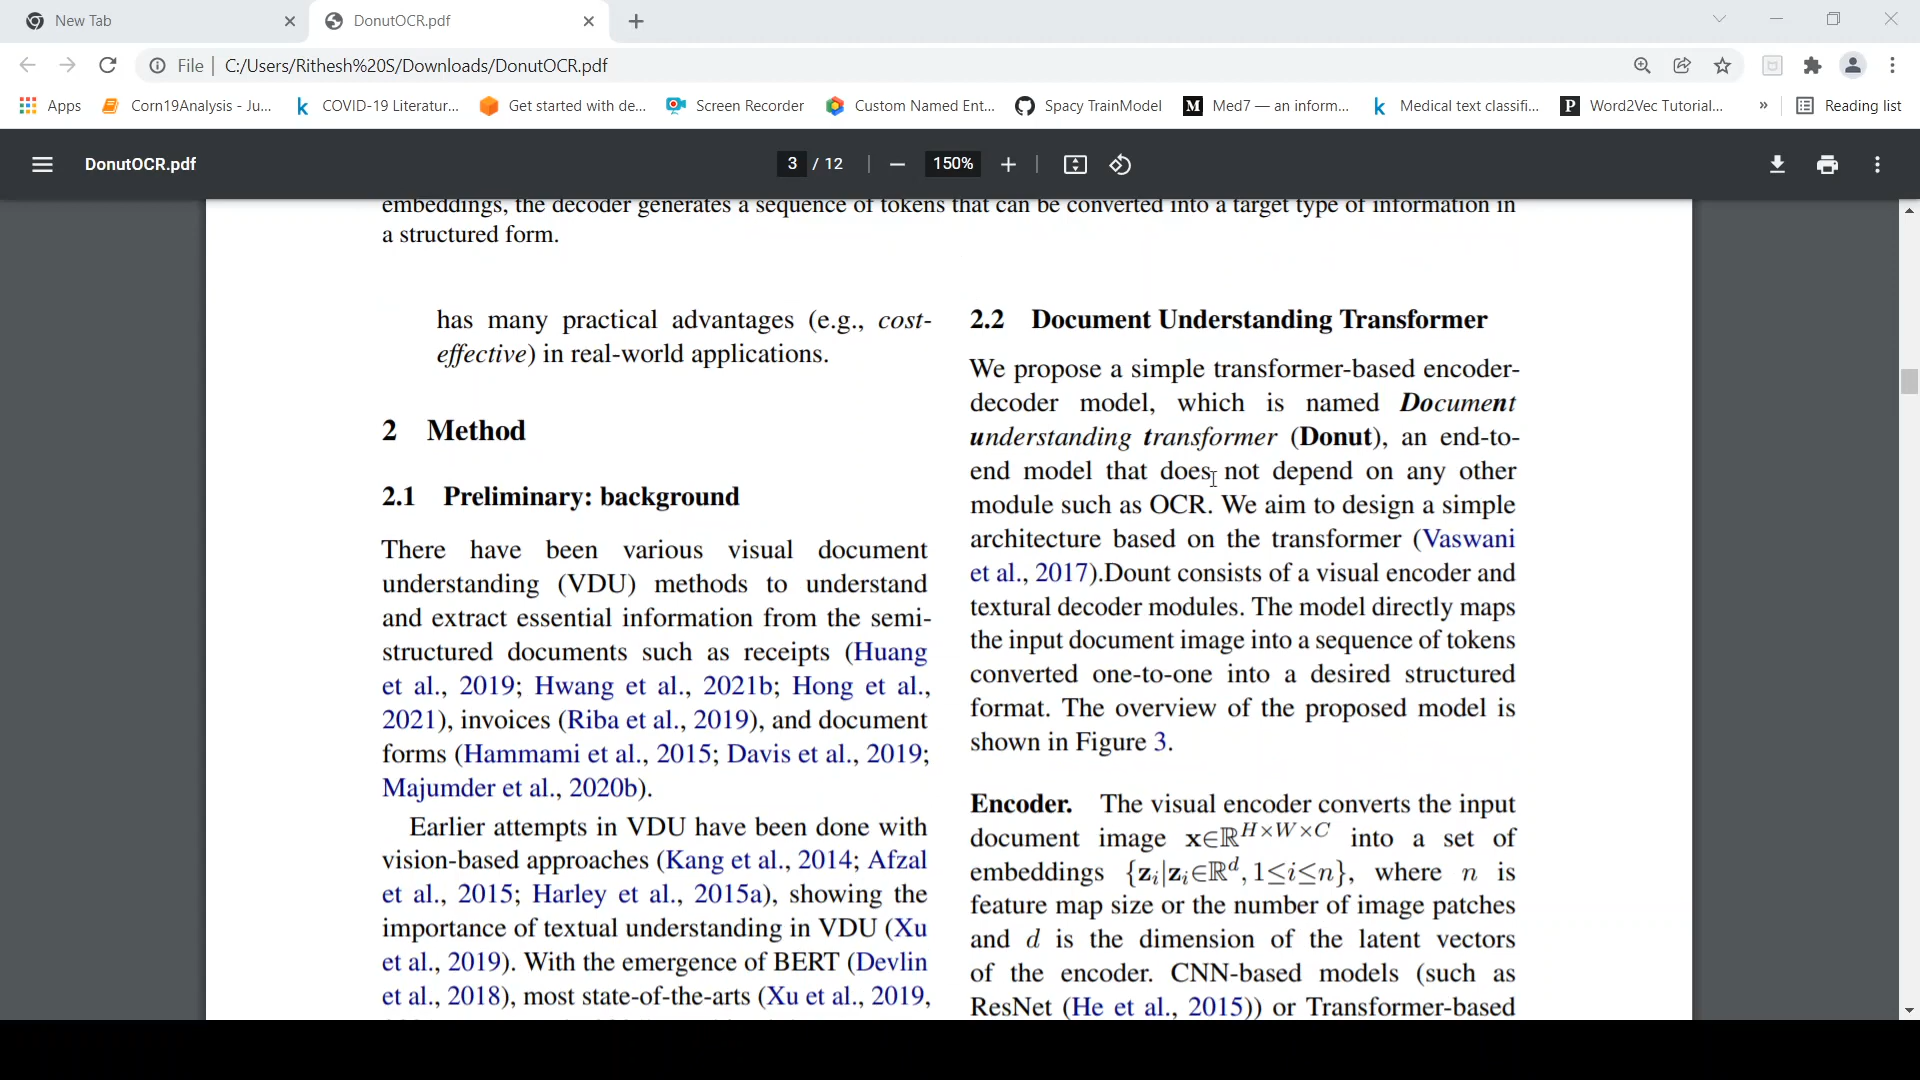 New Tab
DonutOCR.pdf
File | C:/Users/Rithesh%20S/Downloads/DonutOCR.pdf
Apps Corn19Analysis - Ju... COVID-19 Literatur... Get started with de... Screen Recorder Custom Named Ent... Spacy TrainModel Med7 — an inform... Medical text classifi... Word2Vec Tutorial... » Reading list
DonutOCR.pdf 3 / 12 150%
embeddings, the decoder generates a sequence of tokens that can be converted into a target type of information in
a structured form.
has many practical advantages (e.g., cost-
effective) in real-world applications.
2 Method
2.1 Preliminary: background
There have been various visual document
understanding (VDU) methods to understand
and extract essential information from the semi-
structured documents such as receipts (Huang
et al., 2019; Hwang et al., 2021b; Hong et al.,
2021), invoices (Riba et al., 2019), and document
forms (Hammami et al., 2015; Davis et al., 2019;
Majumder et al., 2020b).
Earlier attempts in VDU have been done with
vision-based approaches (Kang et al., 2014; Afzal
et al., 2015; Harley et al., 2015a), showing the
importance of textual understanding in VDU (Xu
et al., 2019). With the emergence of BERT (Devlin
et al., 2018), most state-of-the-arts (Xu et al., 2019,
2.2 Document Understanding Transformer
We propose a simple transformer-based encoder-
decoder model, which is named Document
understanding transformer (Donut), an end-to-
end model that does not depend on any other
module such as OCR. We aim to design a simple
architecture based on the transformer (Vaswani
et al., 2017).Dount consists of a visual encoder and
textural decoder modules. The model directly maps
the input document image into a sequence of tokens
converted one-to-one into a desired structured
format. The overview of the proposed model is
shown in Figure 3.
Encoder. The visual encoder converts the input
document image x∈ℝ^{H×W×C} into a set of
embeddings {z_i|z_i∈ℝ^d, 1≤i≤n}, where n is
feature map size or the number of image patches
and d is the dimension of the latent vectors
of the encoder. CNN-based models (such as
ResNet (He et al., 2015)) or Transformer-based